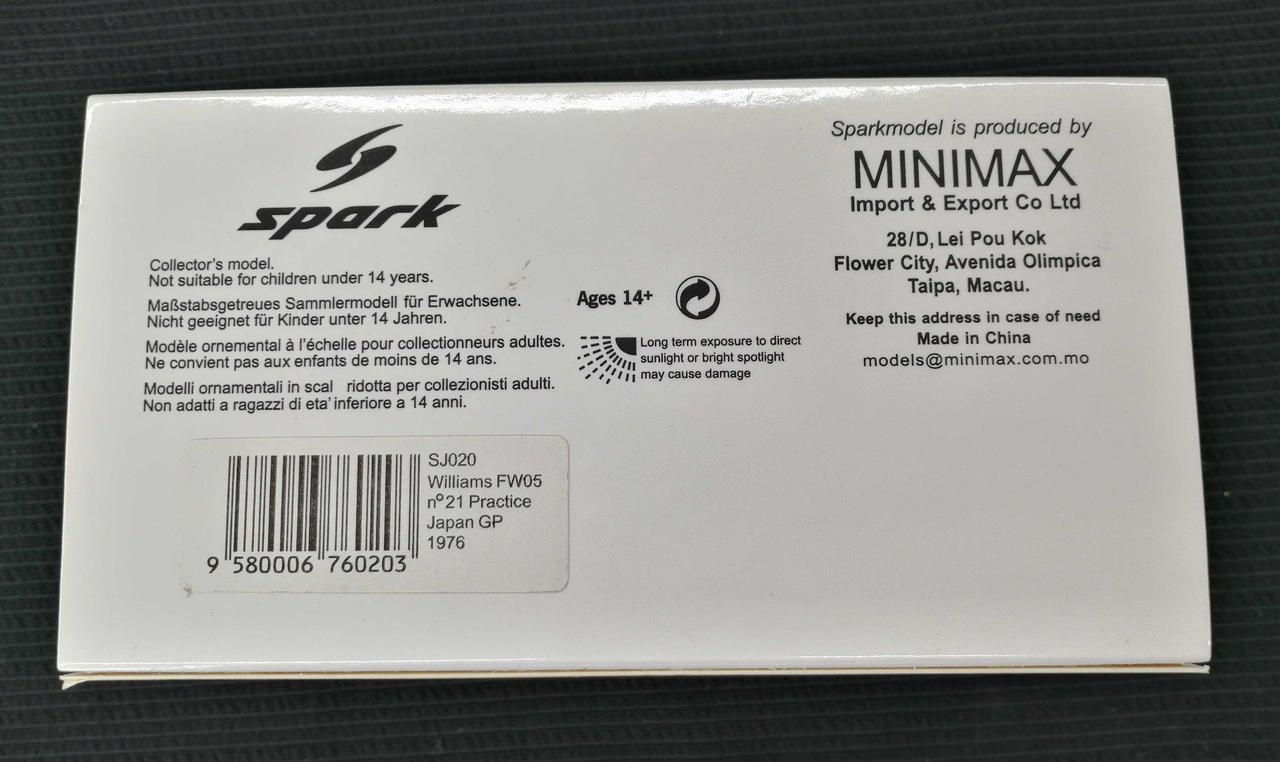 spark
Collector's model.
Not suitable for children under 14 years.
Maßstabsgetreues Sammlermodell für Erwachsene.
Nicht geeignet für Kinder unter 14 Jahren.
Modèle ornemental à l'échelle pour collectionneurs adultes.
Ne convient pas aux enfants de moins de 14 ans.
Modelli ornamentali in scal ridotta per collezionisti adulti.
Non adatti a ragazzi di eta' inferiore a 14 anni.
Ages 14+
Long term exposure to direct
sunlight or bright spotlight
may cause damage
Sparkmodel is produced by
MINIMAX
Import & Export Co Ltd
28/D, Lei Pou Kok
Flower City, Avenida Olimpica
Taipa, Macau.
Keep this address in case of need
Made in China
models@minimax.com.mo
SJ020
Williams FW05
nº21 Practice
Japan GP
1976
9 580006 760203